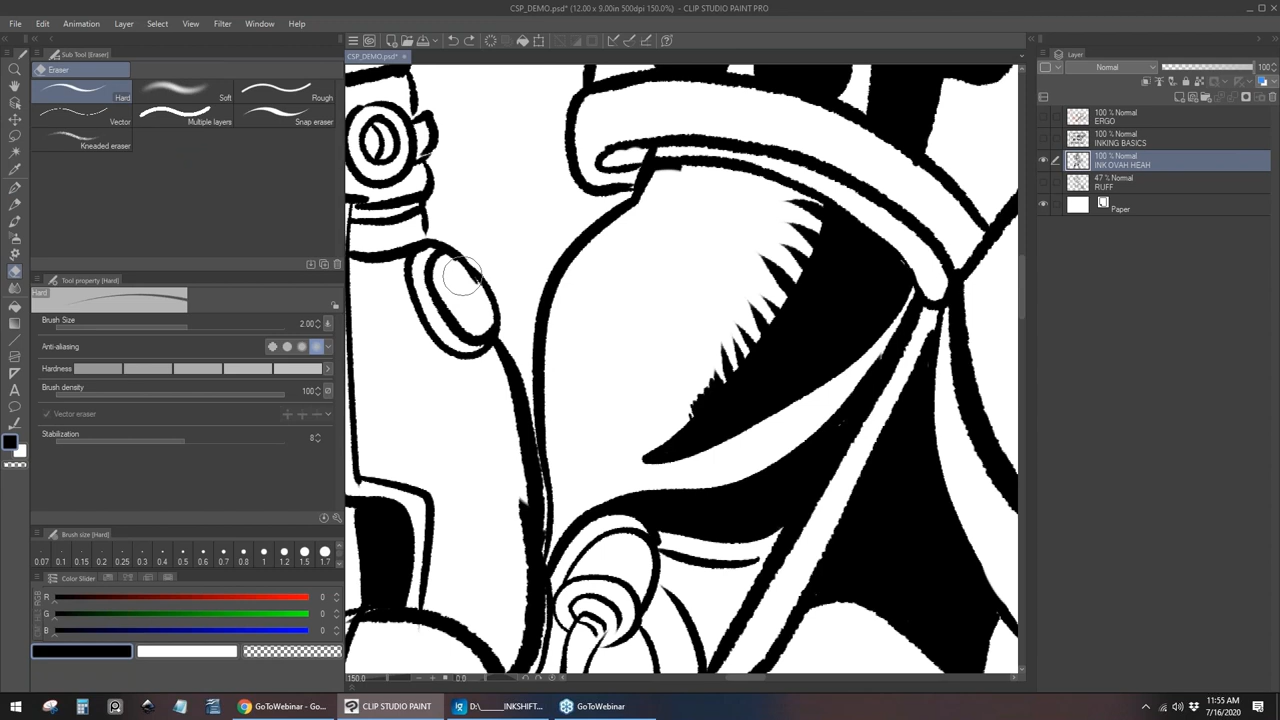 CSP_DEMO.psd* (12.00 x 9.00in 500dpi 150.0%) - CLIP STUDIO PAINT PRO
File Edit Animation Layer Select View Filter Window Help
Sub Tool [Eraser]
CSP_DEMO.psd*
Layer
Eraser
Normal 100
Hard Soft Rough
Vector Multiple layers Snap eraser
Kneaded eraser
100 % Normal
ERGO
100 % Normal
INKING BASICS
100 % Normal
INK OVAH HEAH
47 % Normal
RUFF
Paper
Tool property [Hard]
Hard
Brush Size 2.00
Anti-aliasing
Hardness
Brush density 100
Vector eraser
Stabilization 8
Brush size [Hard]
0.07 0.1 0.15 0.2 0.25 0.3 0.4 0.5 0.6 0.7 0.8 1 1.2 1.5 1.7
Color Slider
RGB
R 0
G 0
B 0
150.0 0.0
GoToWebinar - Go...
CLIP STUDIO PAINT
D:\_____INKSHIFT...
GoToWebinar
11:55 AM
7/16/2020